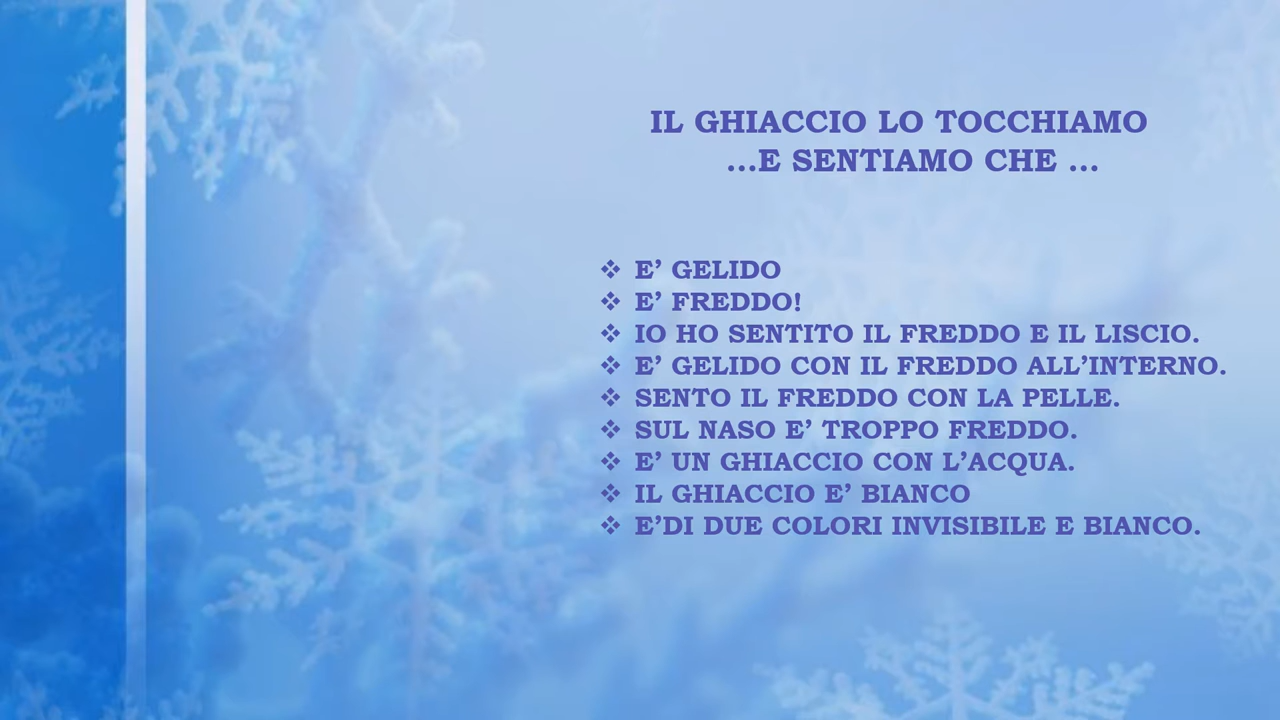 IL GHIACCIO LO TOCCHIAMO
...E SENTIAMO CHE ...
❖ E’ GELIDO
❖ E’ FREDDO!
❖ IO HO SENTITO IL FREDDO E IL LISCIO.
❖ E’ GELIDO CON IL FREDDO ALL’INTERNO.
❖ SENTO IL FREDDO CON LA PELLE.
❖ SUL NASO E’ TROPPO FREDDO.
❖ E’ UN GHIACCIO CON L’ACQUA.
❖ IL GHIACCIO E’ BIANCO
❖ E’DI DUE COLORI INVISIBILE E BIANCO.